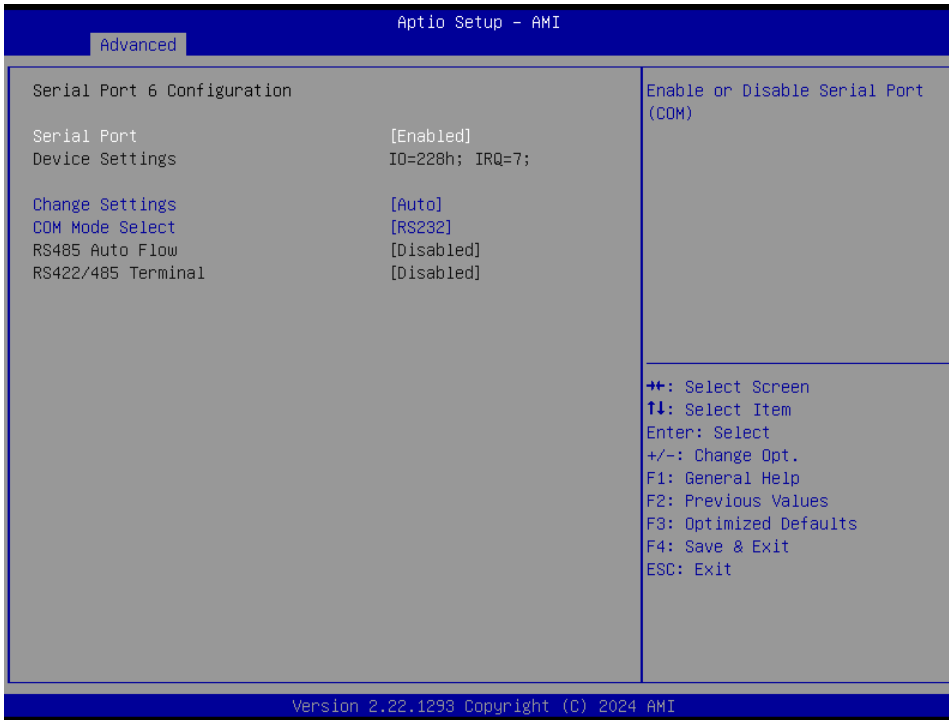 Aptio Setup – AMI
Advanced
Serial Port 6 Configuration
Serial Port [Enabled]
Device Settings IO=228h; IRQ=7;
Change Settings [Auto]
COM Mode Select [RS232]
RS485 Auto Flow [Disabled]
RS422/485 Terminal [Disabled]
Enable or Disable Serial Port
(COM)
→←: Select Screen
↑↓: Select Item
Enter: Select
+/-: Change Opt.
F1: General Help
F2: Previous Values
F3: Optimized Defaults
F4: Save & Exit
ESC: Exit
Version 2.22.1293 Copyright (C) 2024 AMI